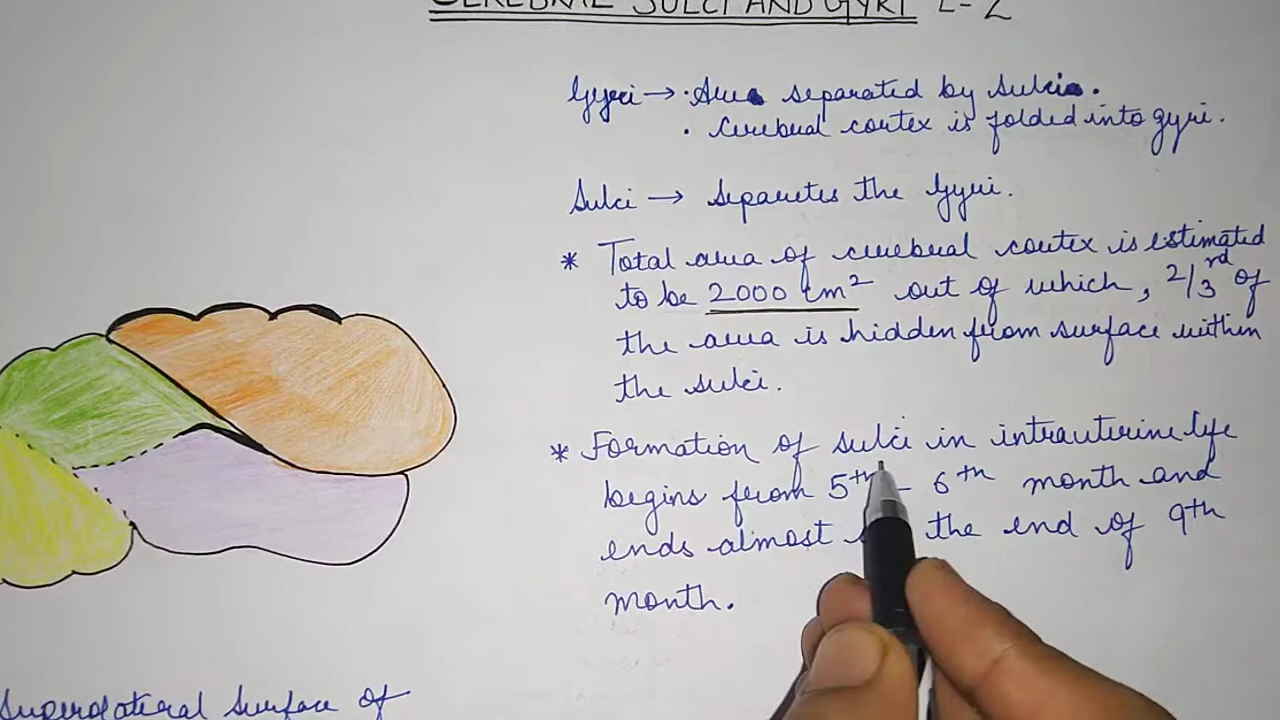 CEREBRAL SULCI AND GYRI L-2
Gyri → · Area separated by sulci.
· Cerebral cortex is folded into gyri.
Sulci → Separetes the Gyri.
* Total area of cerebral cortex is estimated
to be 2000 cm² out of which, 2/3rd of
the area is hidden from surface within
the sulci.
* Formation of sulci in intrauterine life
begins from 5th - 6th month and
ends almost the end of 9th
month.
Superolateral Surface of